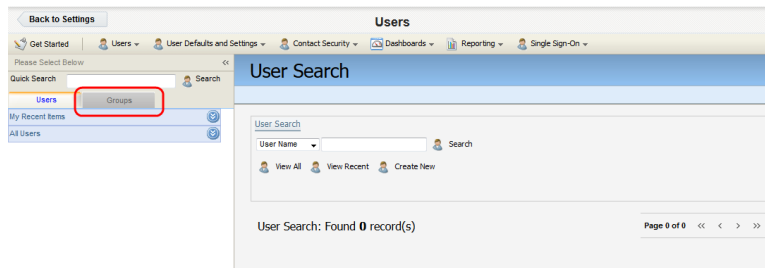 Back to Settings
Users
Get Started Users User Defaults and Settings Contact Security Dashboards Reporting Single Sign-On
Please Select Below «
Quick Search Search
Users Groups
My Recent Items
All Users
User Search
User Search
User Name Search
View All View Recent Create New
User Search: Found 0 record(s)
Page 0 of 0 « < > »